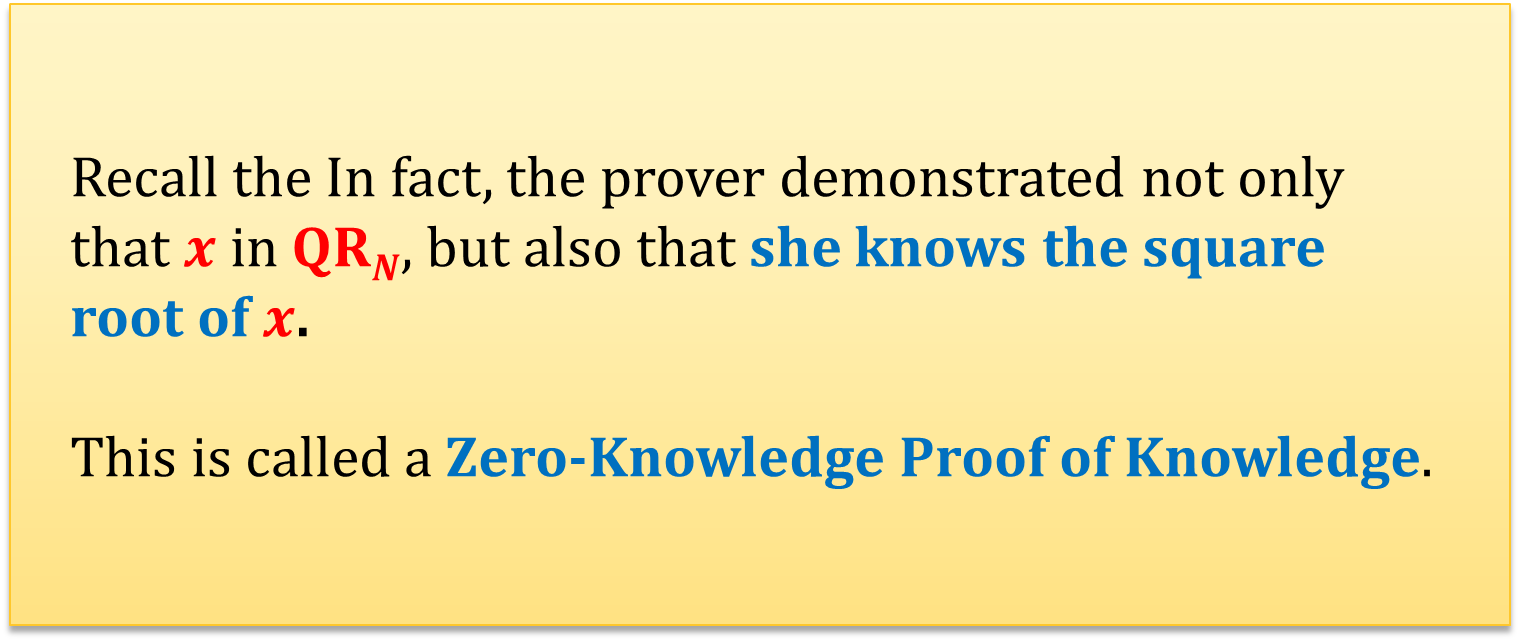 Recall the In fact, the prover demonstrated not only
that x in QR_N, but also that she knows the square
root of x.
This is called a Zero-Knowledge Proof of Knowledge.